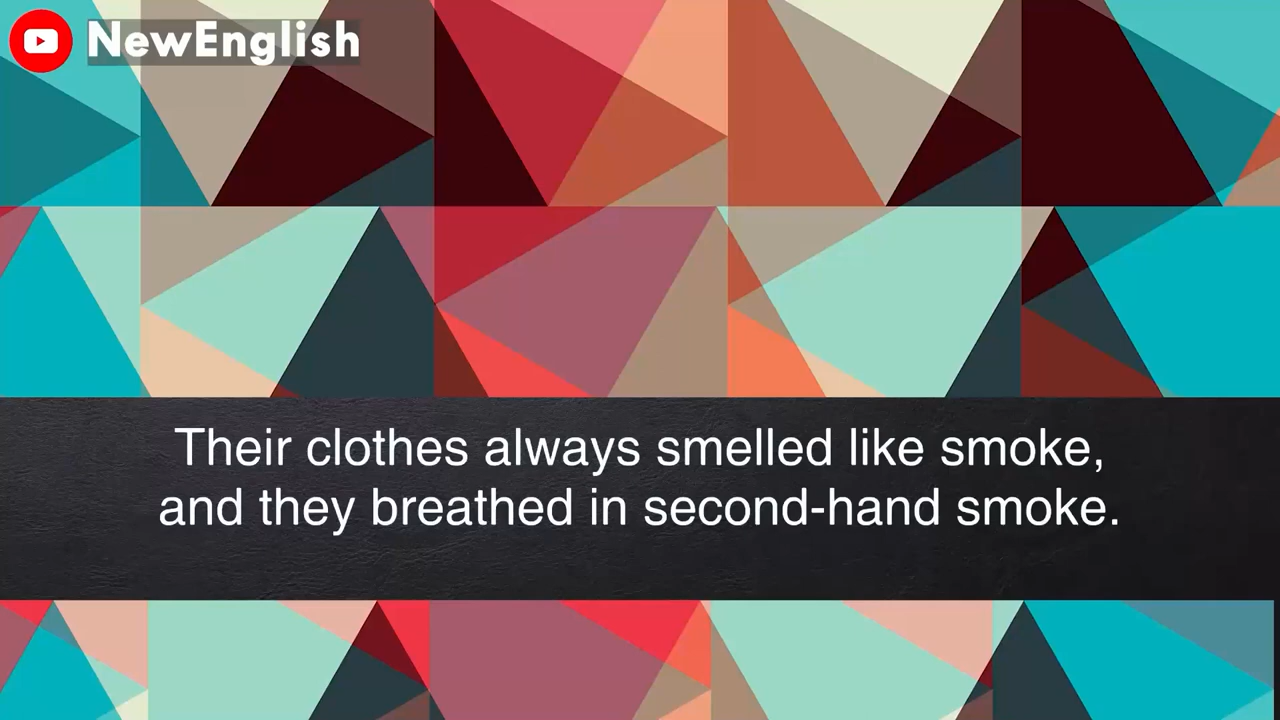 NewEnglish
Their clothes always smelled like smoke,
and they breathed in second-hand smoke.